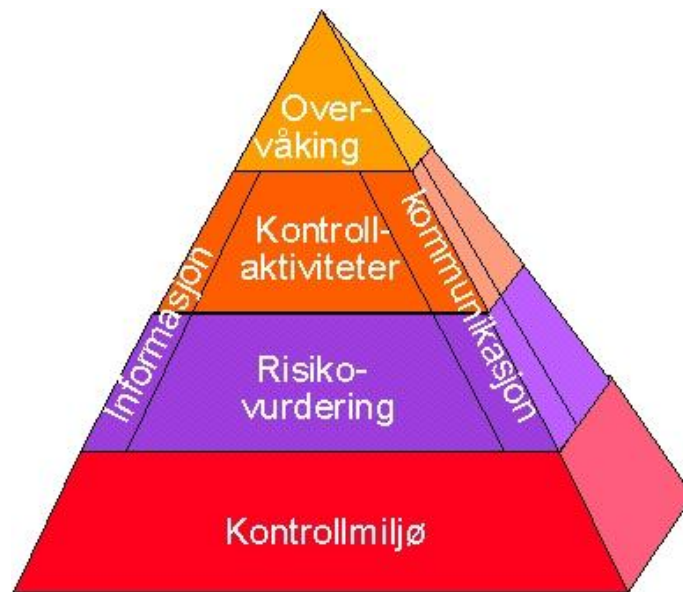 Over-
våking
Kontroll-
aktiviteter
Informasjon
kommunikasjon
Risiko-
vurdering
Kontrollmiljø